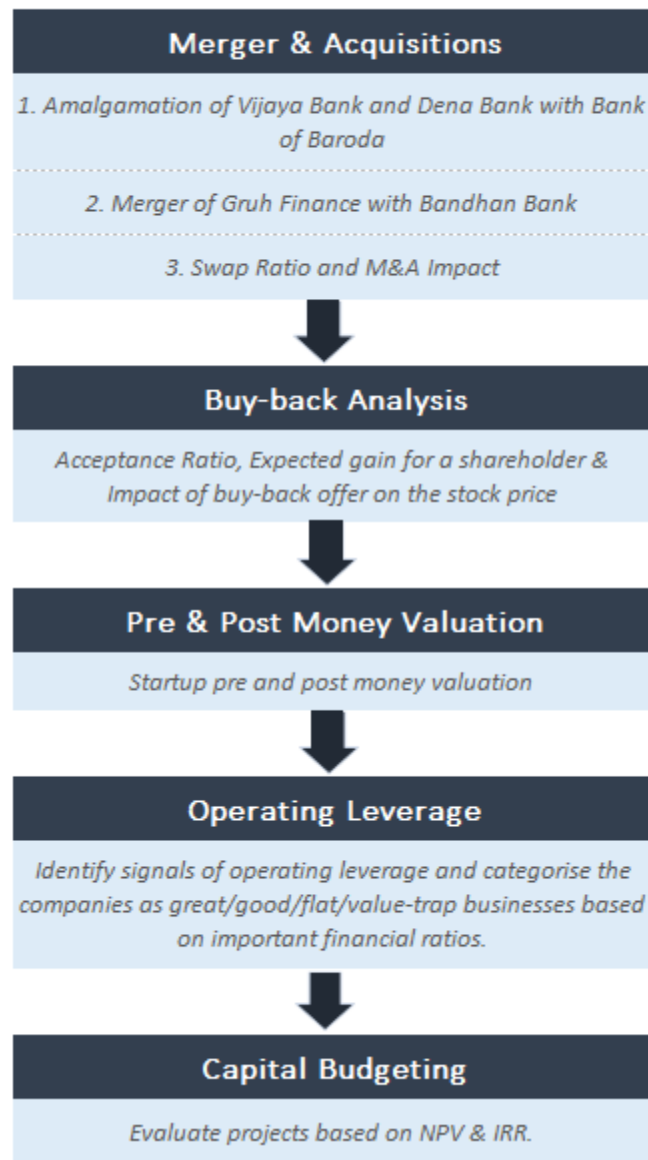 Merger & Acquisitions
1. Amalgamation of Vijaya Bank and Dena Bank with Bank
of Baroda
2. Merger of Gruh Finance with Bandhan Bank
3. Swap Ratio and M&A Impact
Buy-back Analysis
Acceptance Ratio, Expected gain for a shareholder &
Impact of buy-back offer on the stock price
Pre & Post Money Valuation
Startup pre and post money valuation
Operating Leverage
Identify signals of operating leverage and categorise the
companies as great/good/flat/value-trap businesses based
on important financial ratios.
Capital Budgeting
Evaluate projects based on NPV & IRR.